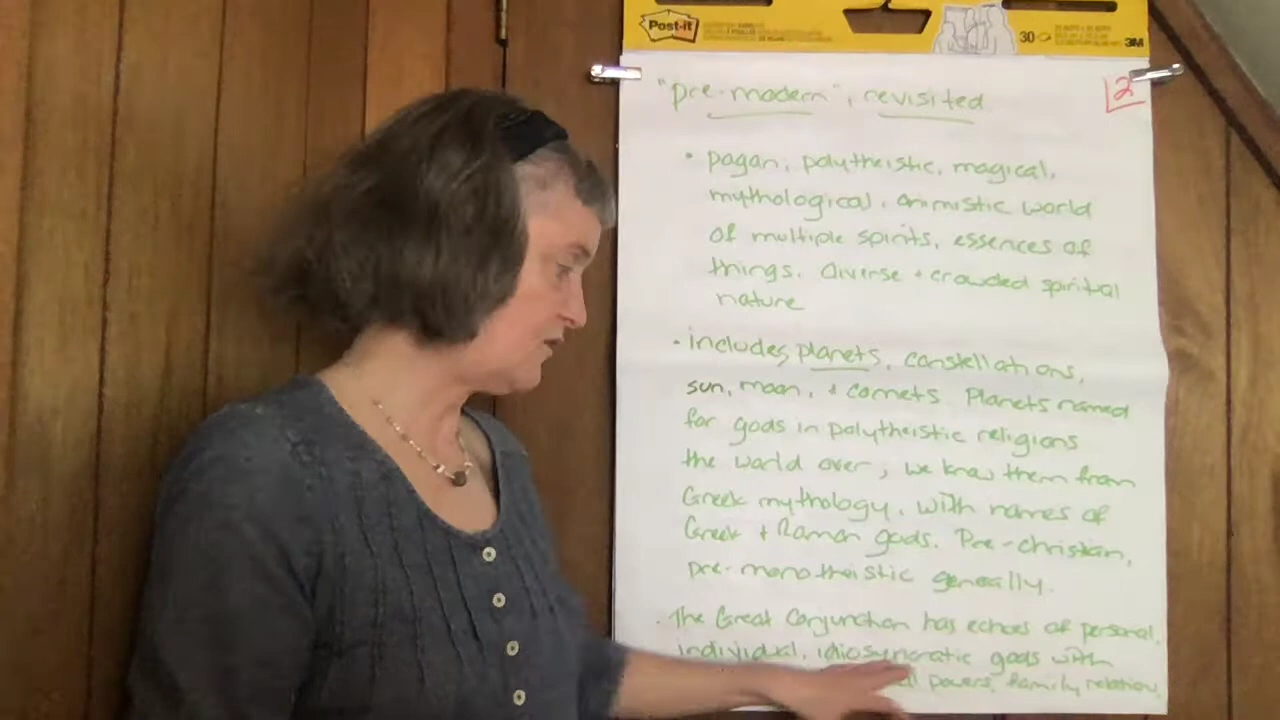 Post-it
30
3M
"pre-modern", revisited
2
• pagan, polytheistic, magical,
mythological, animistic world
of multiple spirits, essences of
things. Diverse + crowded spiritual
nature
• includes planets, constellations,
sun, moon, + comets. Planets named
for gods in polytheistic religions
the world over; we know them from
Greek mythology, with names of
Greek + Roman gods. Pre-Christian,
pre-monotheistic generally.
• The Great Conjunction has echoes of personal,
individual, idiosyncratic gods with
powers, family relation